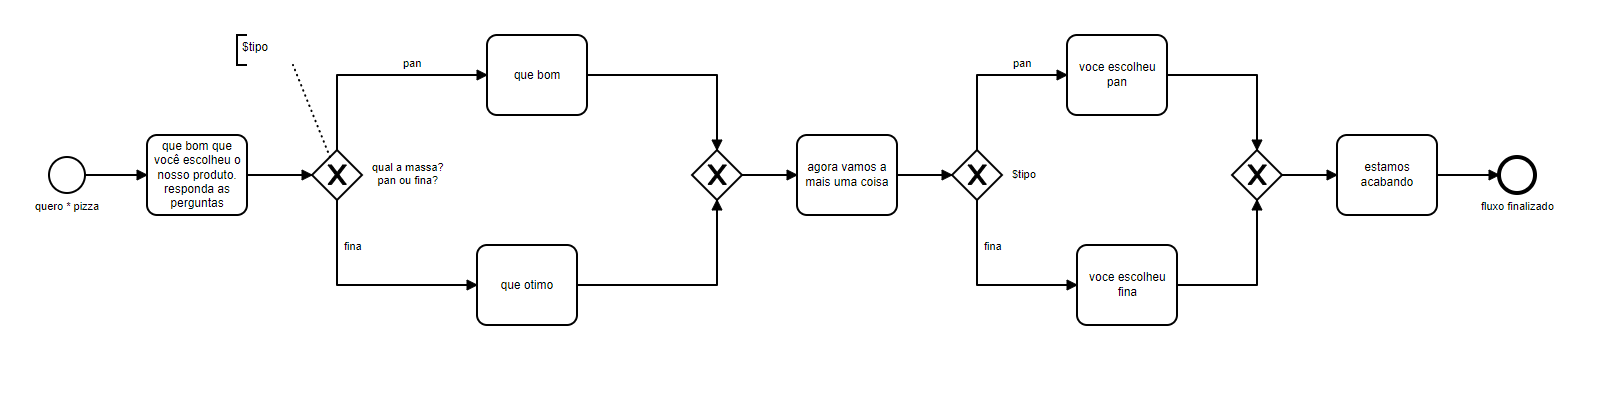 $tipo
pan
que bom
pan
voce escolheu
pan
quero * pizza
que bom que
você escolheu o
nosso produto.
responda as
perguntas
qual a massa?
pan ou fina?
agora vamos a
mais uma coisa
$tipo
estamos
acabando
fluxo finalizado
fina
que otimo
fina
voce escolheu
fina